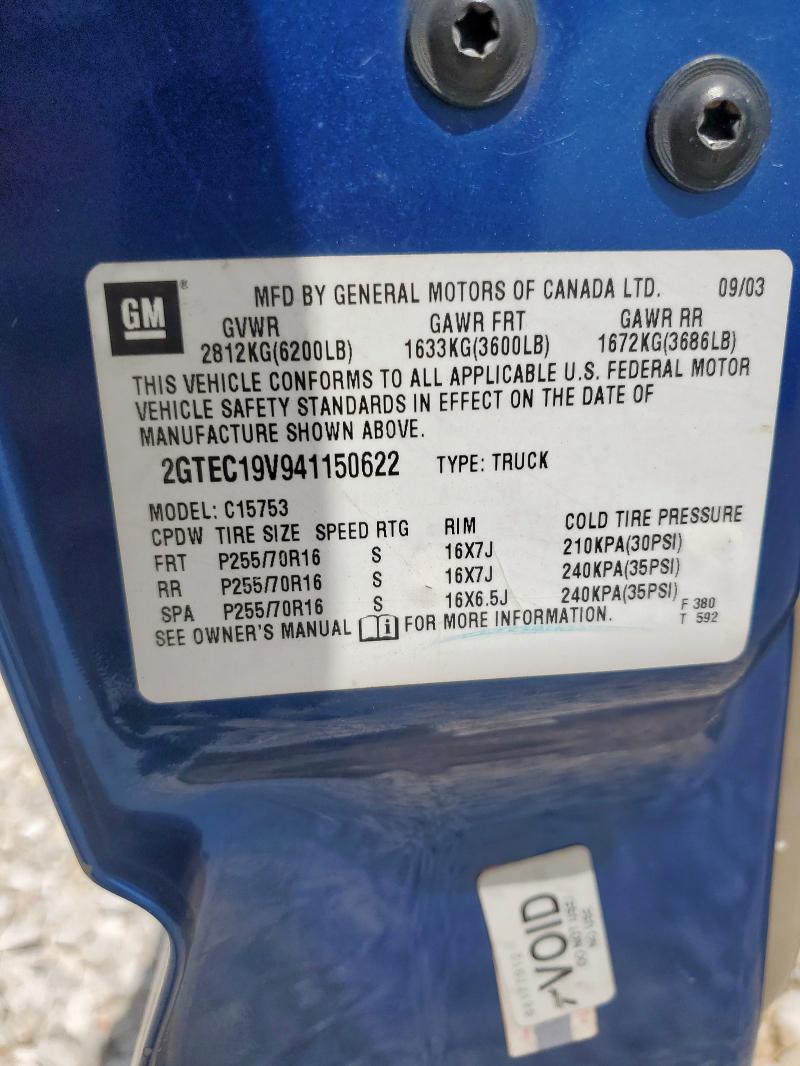 GM
®
MFD BY GENERAL MOTORS OF CANADA LTD. 09/03
GVWR GAWR FRT GAWR RR
2812KG(6200LB) 1633KG(3600LB) 1672KG(3686LB)
THIS VEHICLE CONFORMS TO ALL APPLICABLE U.S. FEDERAL MOTOR
VEHICLE SAFETY STANDARDS IN EFFECT ON THE DATE OF
MANUFACTURE SHOWN ABOVE.
2GTEC19V941150622 TYPE: TRUCK
MODEL: C15753
CPDW TIRE SIZE SPEED RTG RIM COLD TIRE PRESSURE
FRT P255/70R16 S 16X7J 210KPA(30PSI)
RR P255/70R16 S 16X7J 240KPA(35PSI)
SPA P255/70R16 S 16X6.5J 240KPA(35PSI)
F 380
T 592
SEE OWNER'S MANUAL i FOR MORE INFORMATION.
VOID